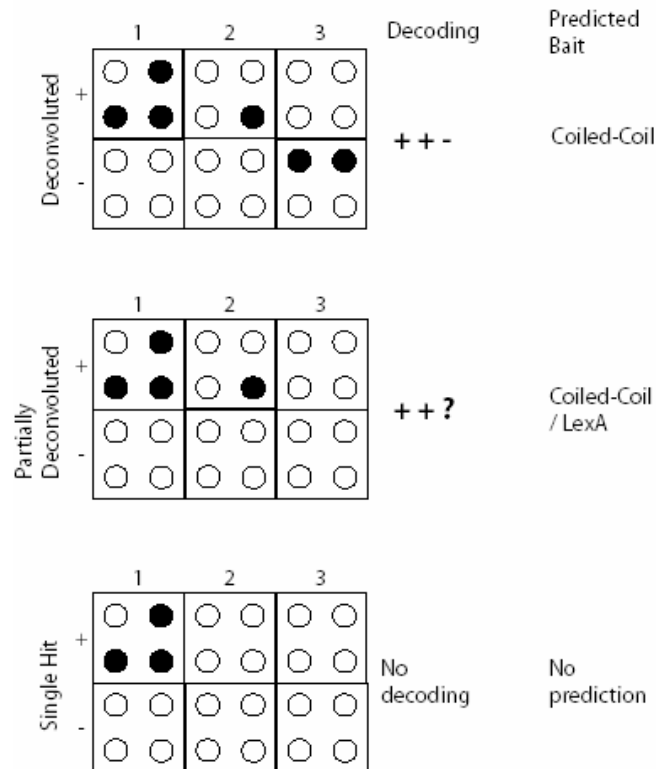 1 2 3 Decoding Predicted
Bait
Deconvoluted
+
-
+ + -
Coiled-Coil
1 2 3
Partially
Deconvoluted
+
-
+ + ?
Coiled-Coil
/ LexA
1 2 3
Single Hit
+
-
No
decoding
No
prediction